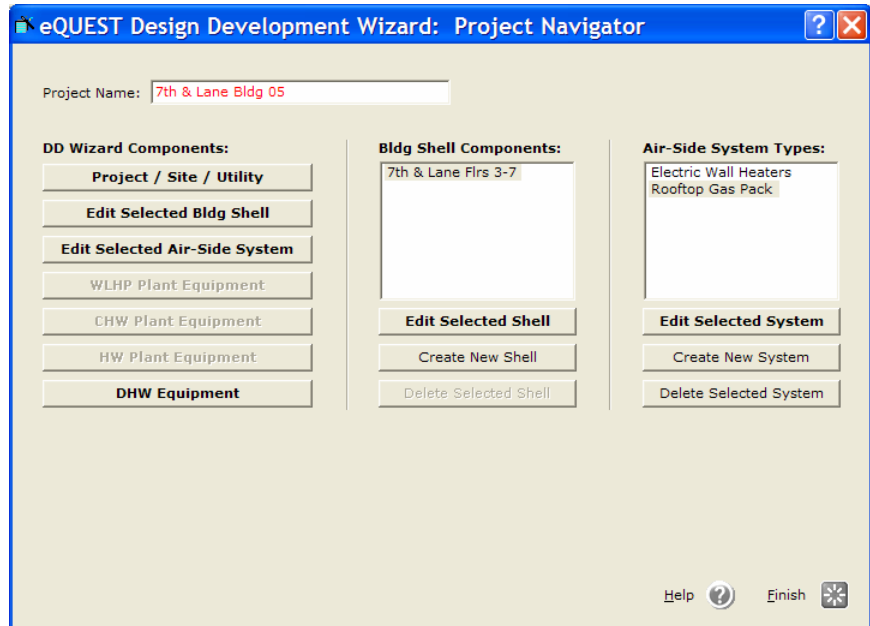 eQUEST Design Development Wizard: Project Navigator
Project Name: 7th & Lane Bldg 05
DD Wizard Components:
Project / Site / Utility
Edit Selected Bldg Shell
Edit Selected Air-Side System
WLHP Plant Equipment
CHW Plant Equipment
HW Plant Equipment
DHW Equipment
Bldg Shell Components:
7th & Lane Flrs 3-7
Edit Selected Shell
Create New Shell
Delete Selected Shell
Air-Side System Types:
Electric Wall Heaters
Rooftop Gas Pack
Edit Selected System
Create New System
Delete Selected System
Help ? Finish